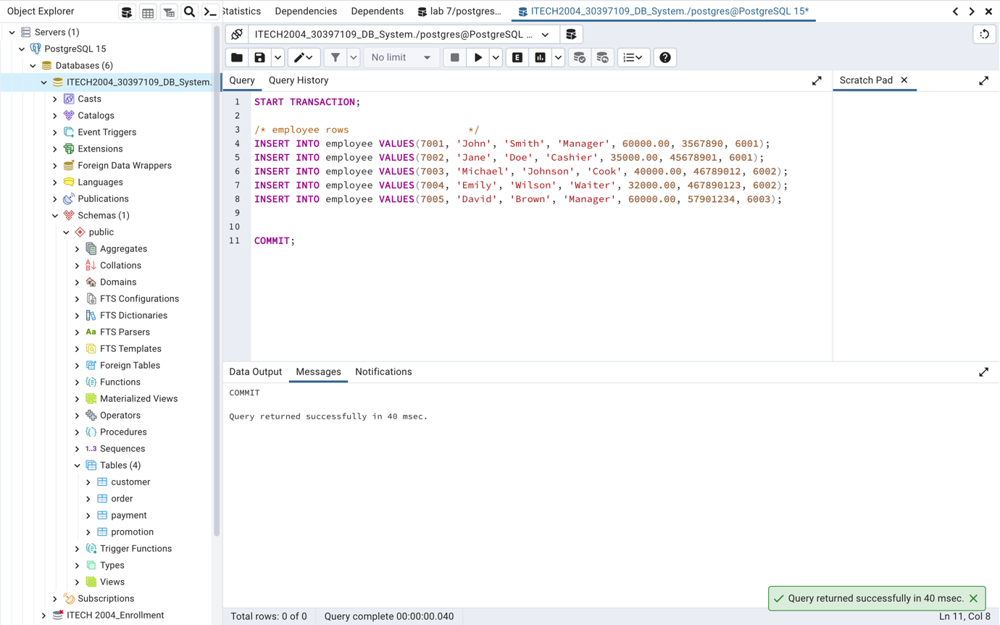 Object Explorer
Statistics Dependencies Dependents lab 7/postgres... ITECH2004_30397109_DB_System./postgres@PostgreSQL 15*
Servers (1)
PostgreSQL 15
Databases (6)
ITECH2004_30397109_DB_System.
Casts
Catalogs
Event Triggers
Extensions
Foreign Data Wrappers
Languages
Publications
Schemas (1)
public
Aggregates
Collations
Domains
FTS Configurations
FTS Dictionaries
Aa FTS Parsers
FTS Templates
Foreign Tables
Functions
Materialized Views
Operators
Procedures
1..3 Sequences
Tables (4)
customer
order
payment
promotion
Trigger Functions
Types
Views
Subscriptions
ITECH 2004_Enrollment
ITECH2004_30397109_DB_System./postgres@PostgreSQL ...
No limit
E
Query Query History
Scratch Pad
1 START TRANSACTION;
2
3 /* employee rows */
4 INSERT INTO employee VALUES(7001, 'John', 'Smith', 'Manager', 60000.00, 3567890, 6001);
5 INSERT INTO employee VALUES(7002, 'Jane', 'Doe', 'Cashier', 35000.00, 45678901, 6001);
6 INSERT INTO employee VALUES(7003, 'Michael', 'Johnson', 'Cook', 40000.00, 46789012, 6002);
7 INSERT INTO employee VALUES(7004, 'Emily', 'Wilson', 'Waiter', 32000.00, 467890123, 6002);
8 INSERT INTO employee VALUES(7005, 'David', 'Brown', 'Manager', 60000.00, 57901234, 6003);
9
10
11 COMMIT;
Data Output Messages Notifications
COMMIT
Query returned successfully in 40 msec.
Query returned successfully in 40 msec.
Total rows: 0 of 0 Query complete 00:00:00.040 Ln 11, Col 8